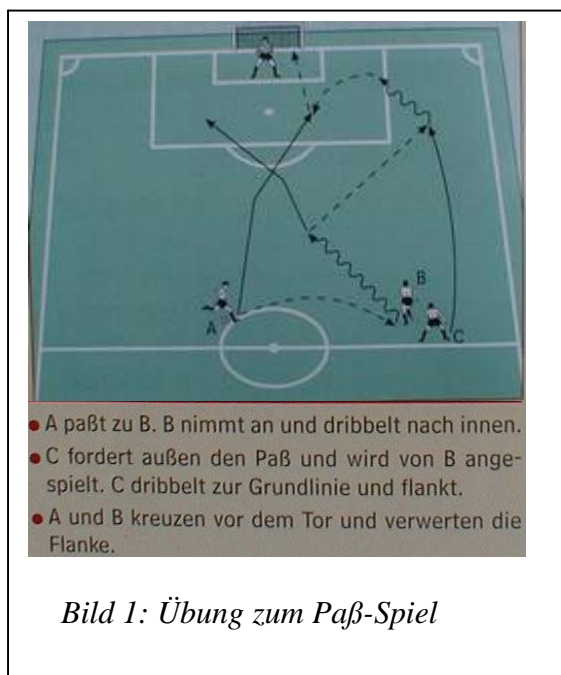 A
B
C
● A paßt zu B. B nimmt an und dribbelt nach innen.
● C fordert außen den Paß und wird von B ange-
spielt. C dribbelt zur Grundlinie und flankt.
● A und B kreuzen vor dem Tor und verwerten die
Flanke.
Bild 1: Übung zum Paß-Spiel